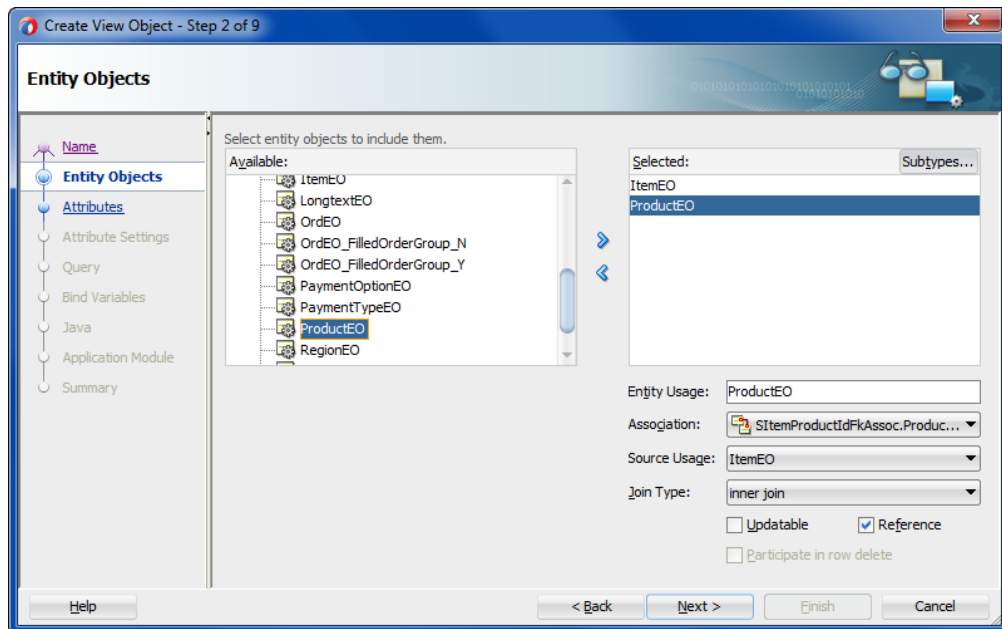 Create View Object - Step 2 of 9
Entity Objects
Name
Entity Objects
Attributes
Attribute Settings
Query
Bind Variables
Java
Application Module
Summary
Select entity objects to include them.
Available:
ItemEO
LongtextEO
OrdEO
OrdEO_FilledOrderGroup_N
OrdEO_FilledOrderGroup_Y
PaymentOptionEO
PaymentTypeEO
ProductEO
RegionEO
Selected:
Subtypes...
ItemEO
ProductEO
Entity Usage: ProductEO
Association: SItemProductIdFkAssoc.Produc...
Source Usage: ItemEO
Join Type: inner join
Updatable Reference
Participate in row delete
Help < Back Next > Finish Cancel